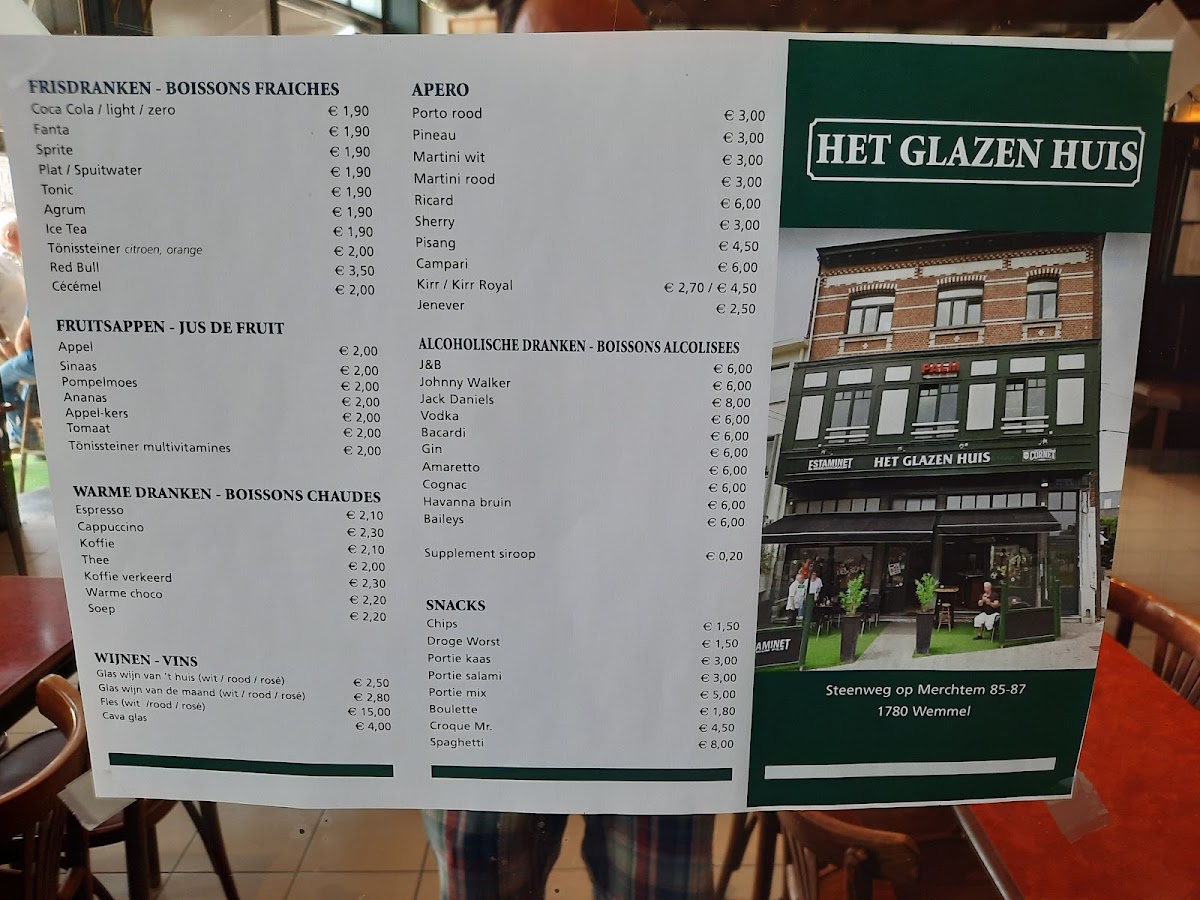 FRISDRANKEN - BOISSONS FRAICHES
Coca Cola / light / zero € 1,90
Fanta € 1,90
Sprite € 1,90
Plat / Spuitwater € 1,90
Tonic € 1,90
Agrum € 1,90
Ice Tea € 1,90
Tönissteiner citroen, orange € 2,00
Red Bull € 3,50
Cécémel € 2,00
FRUITSAPPEN - JUS DE FRUIT
Appel € 2,00
Sinaas € 2,00
Pompelmoes € 2,00
Ananas € 2,00
Appel-kers € 2,00
Tomaat € 2,00
Tönissteiner multivitamines € 2,00
WARME DRANKEN - BOISSONS CHAUDES
Espresso € 2,10
Cappuccino € 2,30
Koffie € 2,10
Thee € 2,00
Koffie verkeerd € 2,30
Warme choco € 2,20
Soep € 2,20
WIJNEN - VINS
Glas wijn van 't huis (wit / rood / rosé) € 2,50
Glas wijn van de maand (wit / rood / rosé) € 2,80
Fles (wit /rood / rosé) € 15,00
Cava glas € 4,00
APERO
Porto rood € 3,00
Pineau € 3,00
Martini wit € 3,00
Martini rood € 3,00
Ricard € 6,00
Sherry € 3,00
Pisang € 4,50
Campari € 6,00
Kirr / Kirr Royal € 2,70 / € 4,50
Jenever € 2,50
ALCOHOLISCHE DRANKEN - BOISSONS ALCOLISEES
J&B € 6,00
Johnny Walker € 6,00
Jack Daniels € 8,00
Vodka € 6,00
Bacardi € 6,00
Gin € 6,00
Amaretto € 6,00
Cognac € 6,00
Havanna bruin € 6,00
Baileys € 6,00
Supplement siroop € 0,20
SNACKS
Chips € 1,50
Droge Worst € 1,50
Portie kaas € 3,00
Portie salami € 3,00
Portie mix € 5,00
Boulette € 1,80
Croque Mr. € 4,50
Spaghetti € 8,00
HET GLAZEN HUIS
PALM
ESTAMINET HET GLAZEN HUIS CORNET
AMINET
Steenweg op Merchtem 85-87
1780 Wemmel